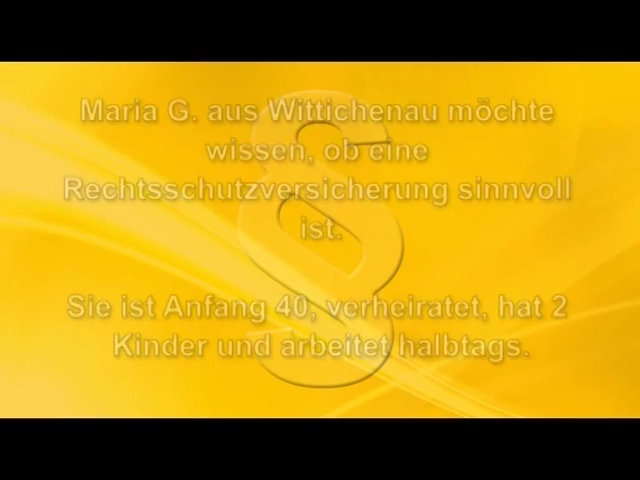 Maria G. aus Wittichenau möchte
wissen, ob eine
Rechtsschutzversicherung sinnvoll
ist.
Sie ist Anfang 40, verheiratet, hat 2
Kinder und arbeitet halbtags.